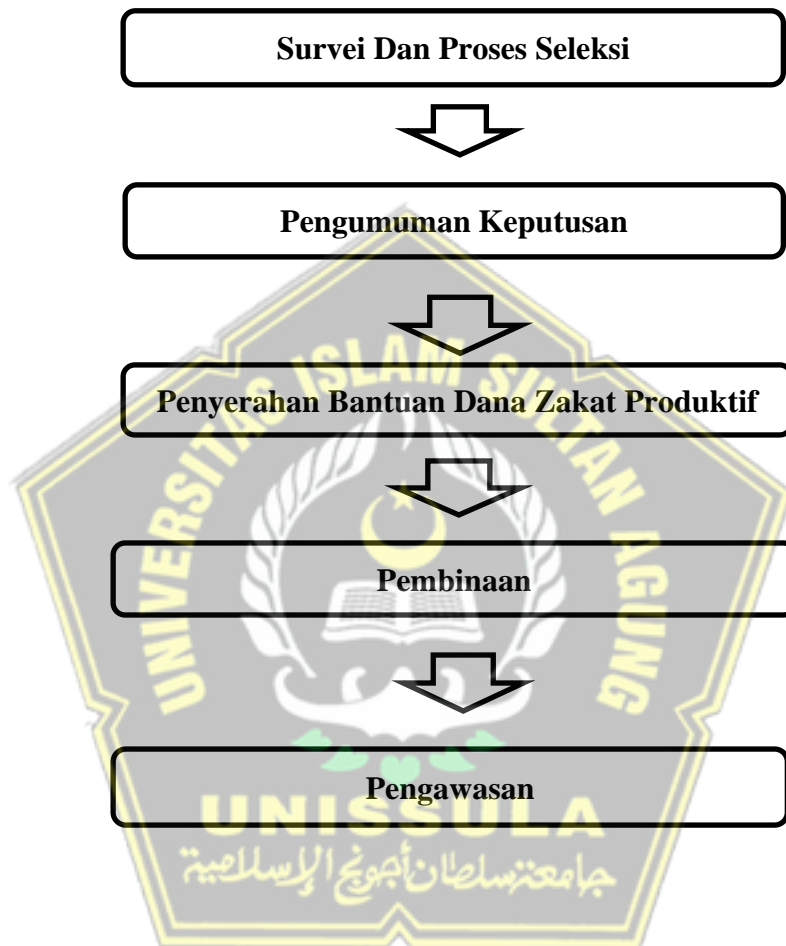 Survei Dan Proses Seleksi
Pengumuman Keputusan
UNIVERSITAS ISLAM SULTAN AGUNG
Penyerahan Bantuan Dana Zakat Produktif
Pembinaan
Pengawasan
UNISSULA
جامعة سلطان أجونج الإسلامية